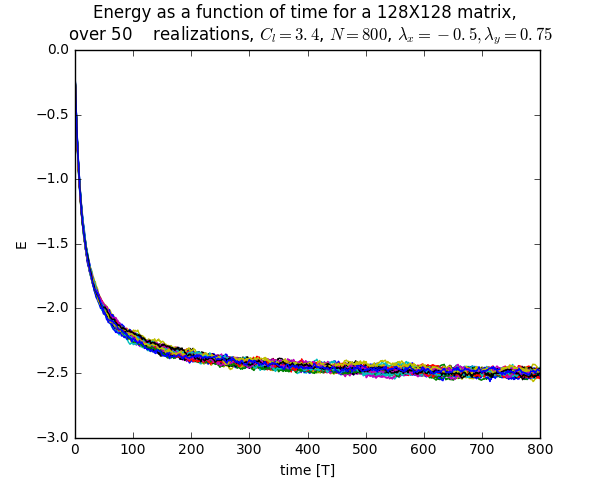 Energy as a function of time for a 128X128 matrix,
over 50 realizations, $C_l = 3.4$, $N = 800$, $\lambda_x = -0.5, \lambda_y = 0.75$
0.0
−0.5
−1.0
−1.5
−2.0
−2.5
−3.0
E
0 100 200 300 400 500 600 700 800
time [T]